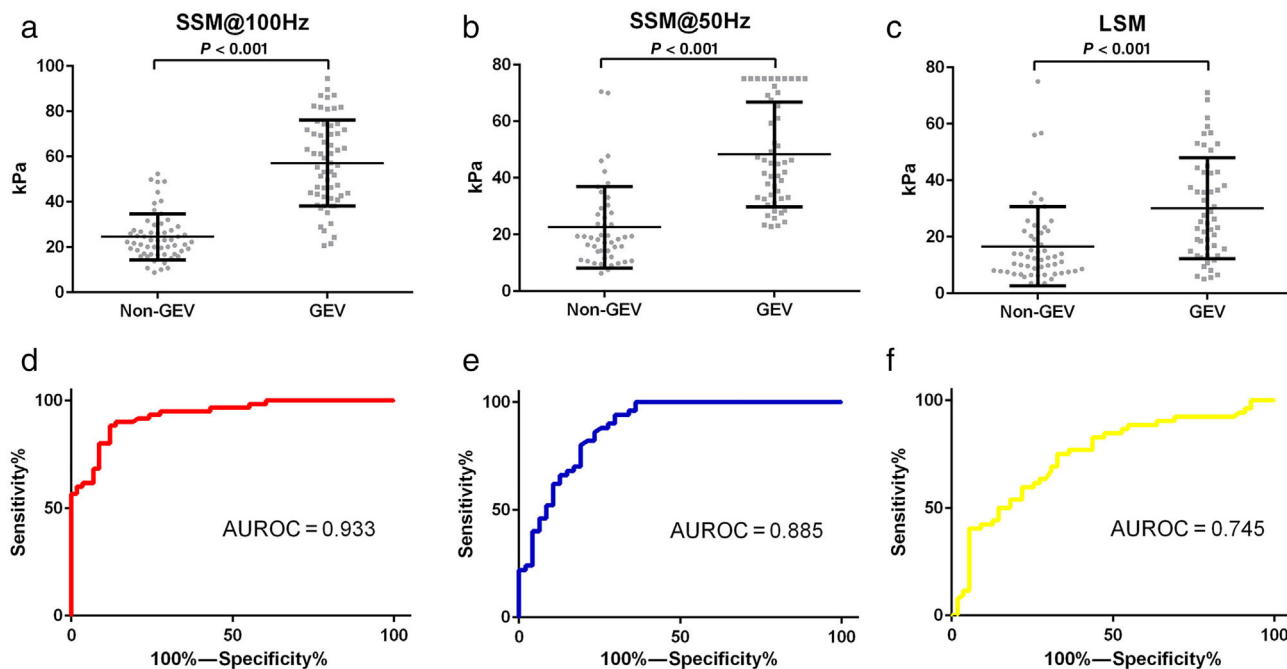 a
SSM@100Hz
P < 0.001
100
80
60
40
20
0
kPa
Non-GEV
GEV
b
SSM@50Hz
P < 0.001
80
60
40
20
0
kPa
Non-GEV
GEV
c
LSM
P < 0.001
80
60
40
20
0
kPa
Non-GEV
GEV
d
100
50
0
Sensitivity%
AUROC = 0.933
0
50
100
100%—Specificity%
e
100
50
0
Sensitivity%
AUROC = 0.885
0
50
100
100%—Specificity%
f
100
50
0
Sensitivity%
AUROC = 0.745
0
50
100
100%—Specificity%